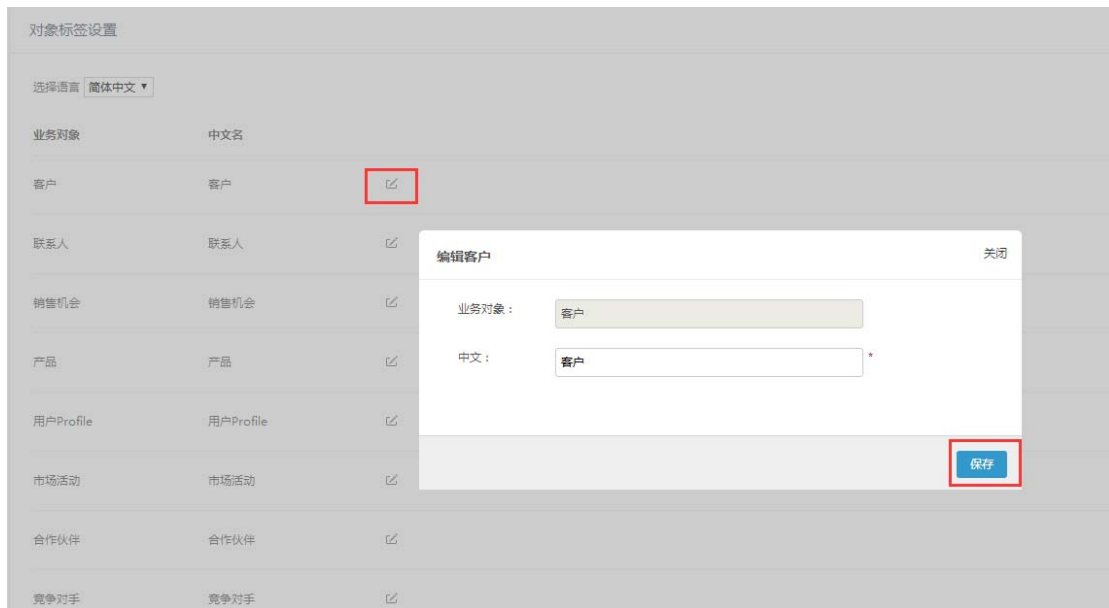 对象标签设置
选择语言 简体中文
业务对象 中文名
客户 客户
联系人 联系人
销售机会 销售机会
产品 产品
用户Profile 用户Profile
市场活动 市场活动
合作伙伴 合作伙伴
竞争对手 竞争对手
编辑客户 关闭
业务对象： 客户
中文： 客户 *
保存